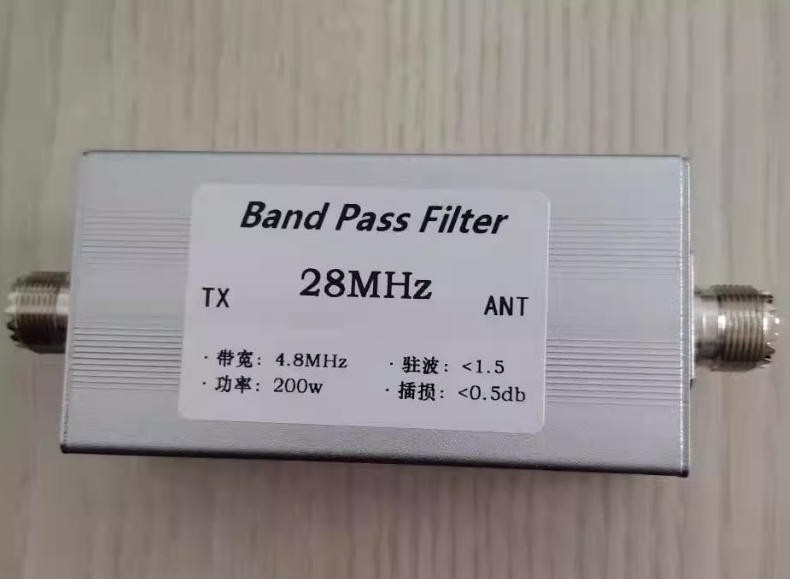 Band Pass Filter
28MHz
TX
ANT
· 带宽: 4.8MHz · 驻波: <1.5
· 功率: 200w · 插损: <0.5db